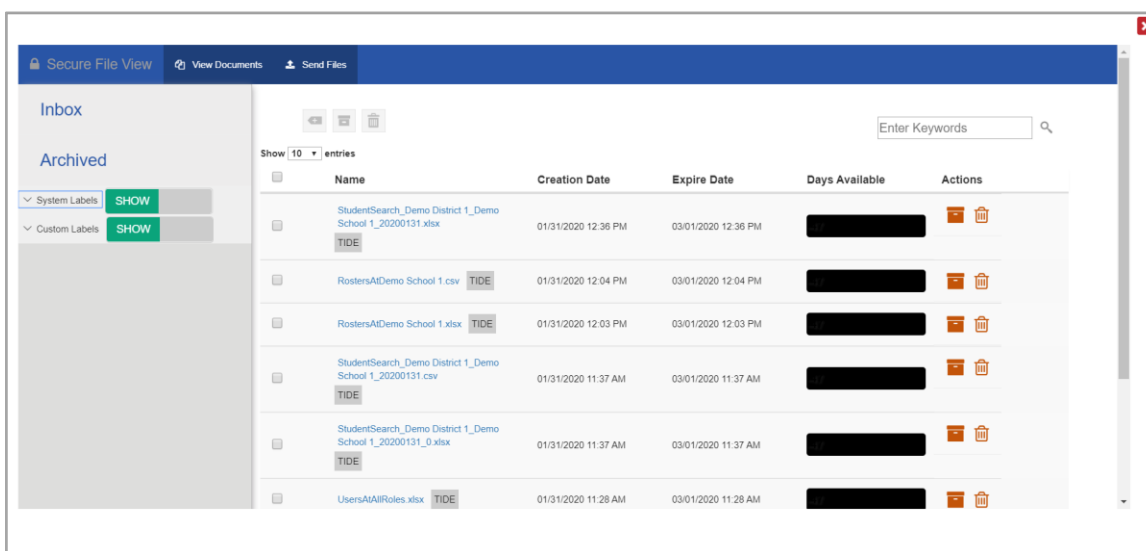 Secure File View View Documents Send Files
Inbox
Archived
System Labels SHOW
Custom Labels SHOW
Enter Keywords
Show 10 entries
Name Creation Date Expire Date Days Available Actions
StudentSearch_Demo District 1_Demo
School 1_20200131.xlsx 01/31/2020 12:36 PM 03/01/2020 12:36 PM
TIDE
RostersAtDemo School 1.csv TIDE 01/31/2020 12:04 PM 03/01/2020 12:04 PM
RostersAtDemo School 1.xlsx TIDE 01/31/2020 12:03 PM 03/01/2020 12:03 PM
StudentSearch_Demo District 1_Demo
School 1_20200131.csv 01/31/2020 11:37 AM 03/01/2020 11:37 AM
TIDE
StudentSearch_Demo District 1_Demo
School 1_20200131_0.xlsx 01/31/2020 11:37 AM 03/01/2020 11:37 AM
TIDE
UsersAtAllRoles.xlsx TIDE 01/31/2020 11:28 AM 03/01/2020 11:28 AM